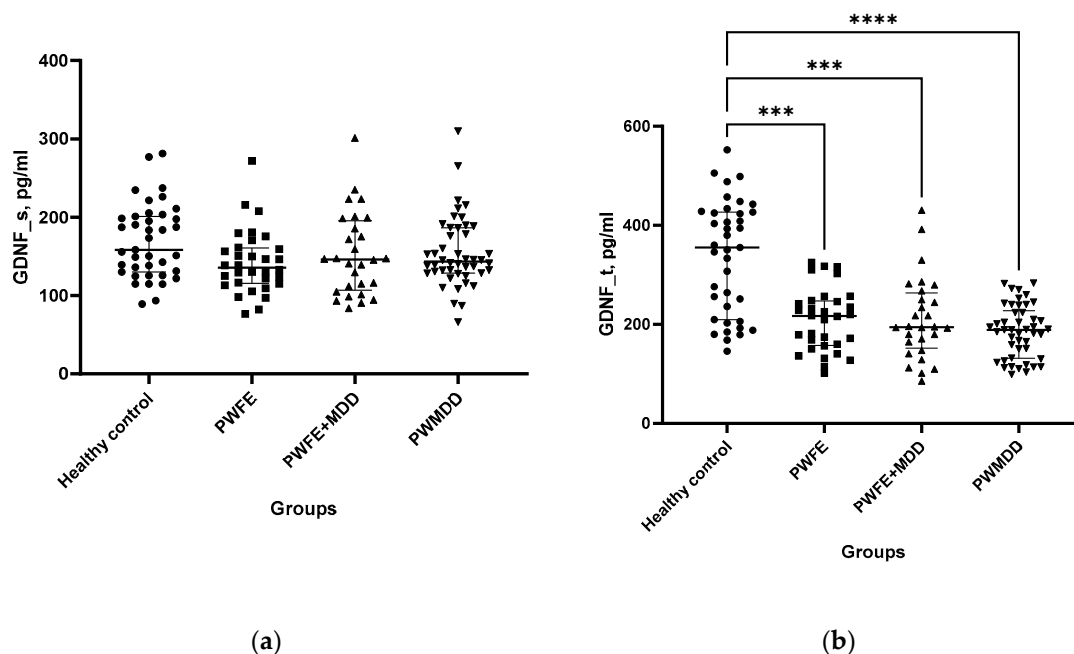 400
300
200
100
0
GDNF_s, pg/ml
Healthy control
PWFE
PWFE+MDD
PWMDD
Groups
(a)
****
***
***
600
400
200
0
GDNF_t, pg/ml
Healthy control
PWFE
PWFE+MDD
PWMDD
Groups
(b)